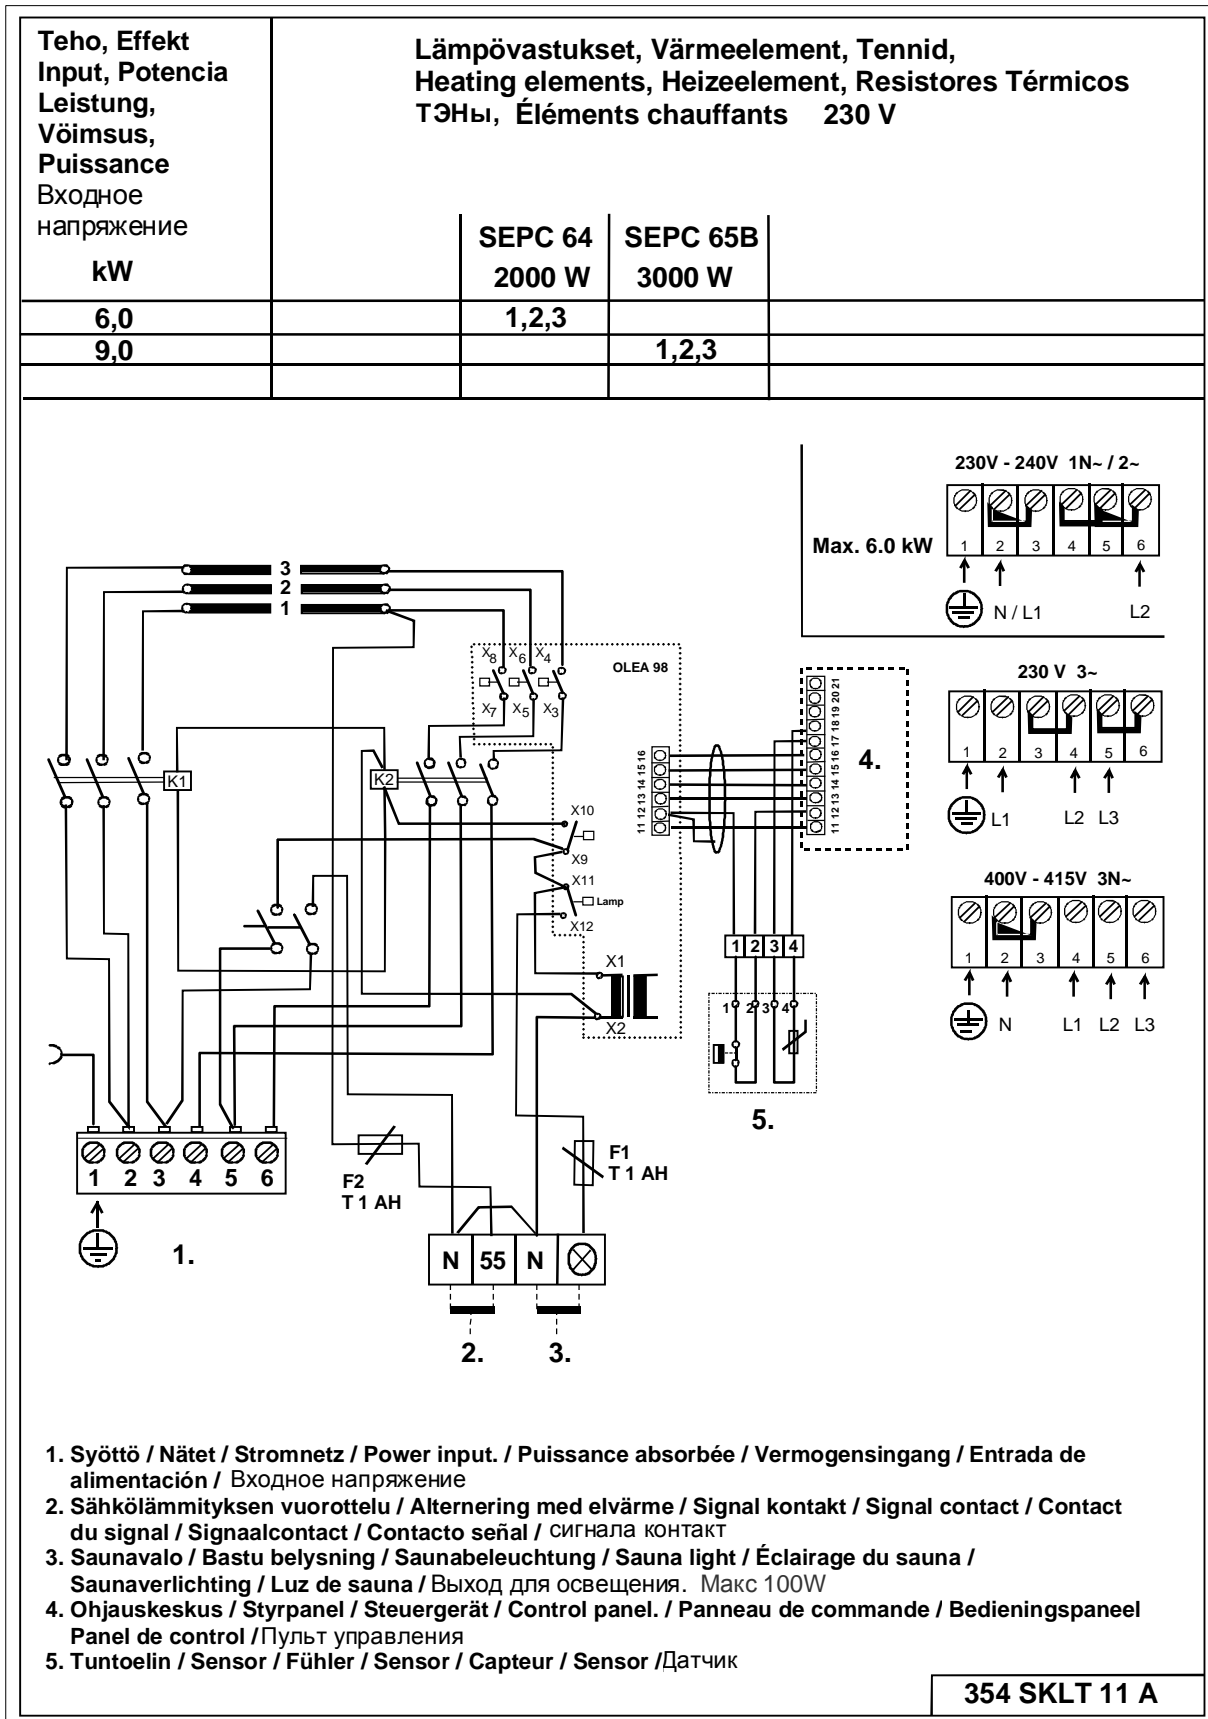 Teho, Effekt
Input, Potencia
Leistung,
Vöimsus,
Puissance
Входное
напряжение
kW
Lämpövastukset, Värmeelement, Tennid,
Heating elements, Heizeelement, Resistores Térmicos
ТЭНы, Éléments chauffants 230 V
SEPC 64
2000 W
SEPC 65B
3000 W
6,0 1,2,3
9,0 1,2,3
230V - 240V 1N~ / 2~
Max. 6.0 kW
1 2 3 4 5 6
N / L1 L2
230 V 3~
1 2 3 4 5 6
L1 L2 L3
400V - 415V 3N~
1 2 3 4 5 6
N L1 L2 L3
3
2
1
X8 X6 X4
OLEA 98
X7 X5 X3
K1
K2
X10
X9
X11
Lamp
X12
X1
X2
11 12 13 14 15 16
11 12 13 14 15 16 17 18 19 20 21
4.
1 2 3 4
1 2 3 4
5.
1 2 3 4 5 6
1.
F2
T 1 AH
F1
T 1 AH
N 55 N
2. 3.
1. Syöttö / Nätet / Stromnetz / Power input. / Puissance absorbée / Vermogensingang / Entrada de
alimentación / Входное напряжение
2. Sähkölämmityksen vuorottelu / Alternering med elvärme / Signal kontakt / Signal contact / Contact
du signal / Signaalcontact / Contacto señal / сигнала контакт
3. Saunavalo / Bastu belysning / Saunabeleuchtung / Sauna light / Éclairage du sauna /
Saunaverlichting / Luz de sauna / Выход для освещения. Макс 100W
4. Ohjauskeskus / Styrpanel / Steuergerät / Control panel. / Panneau de commande / Bedieningspaneel
Panel de control / Пульт управления
5. Tuntoelin / Sensor / Fühler / Sensor / Capteur / Sensor /Датчик
354 SKLT 11 A